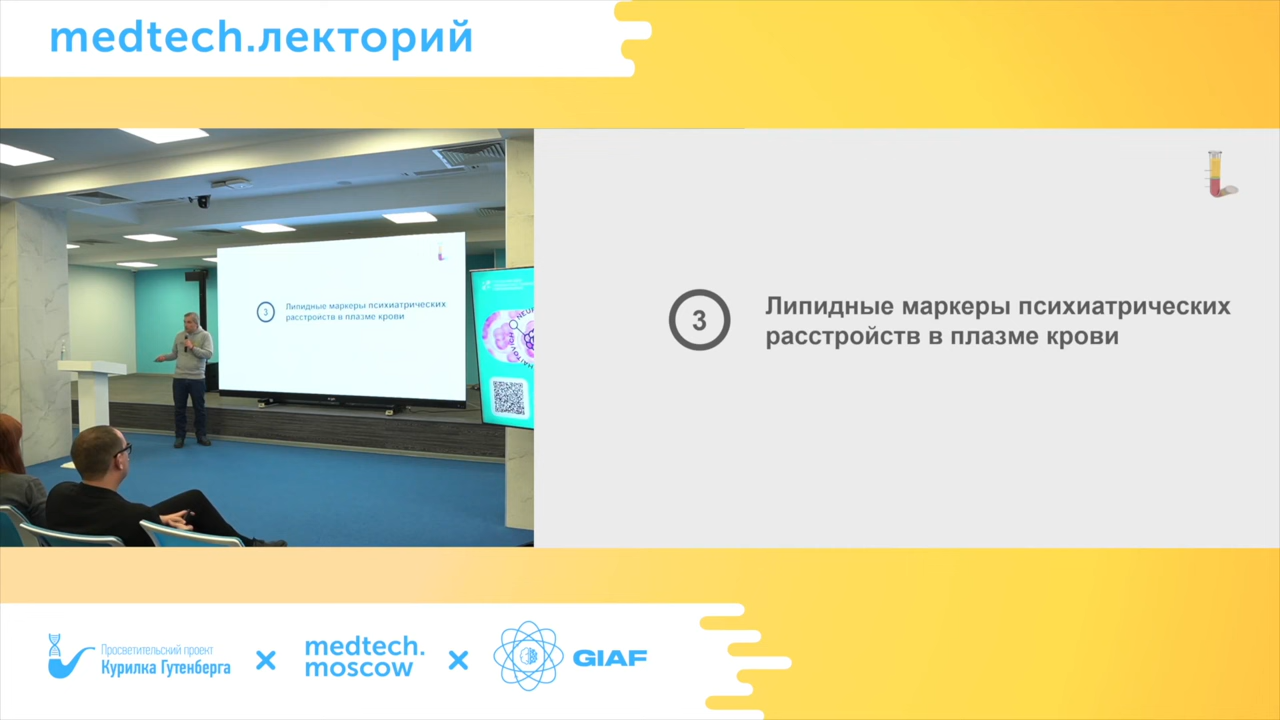 medtech.лекторий
3
Липидные маркеры психиатрических
расстройств в плазме крови
3
Липидные маркеры психиатрических
расстройств в плазме крови
Просветительский проект
Курилка Гутенберга
medtech.
moscow
GIAF